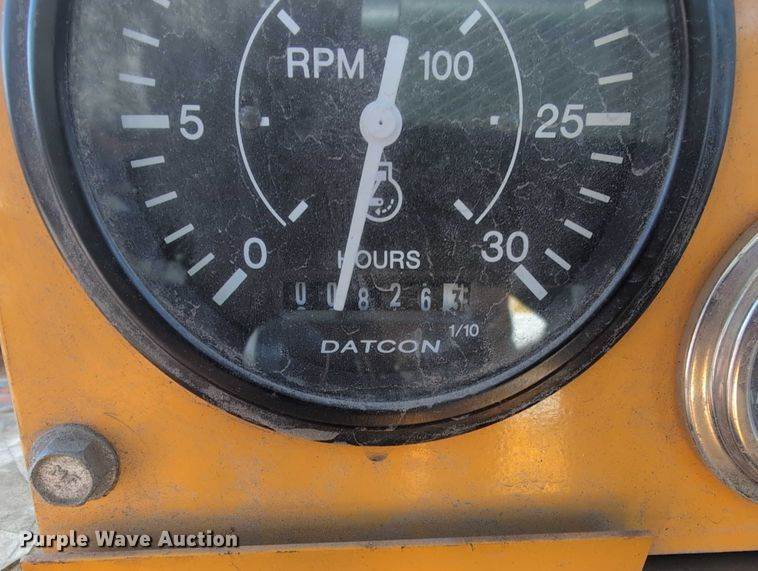 RPM 100
5 25
0 30
HOURS
0 0 8 2 6 3
1/10
DATCON
Purple Wave Auction